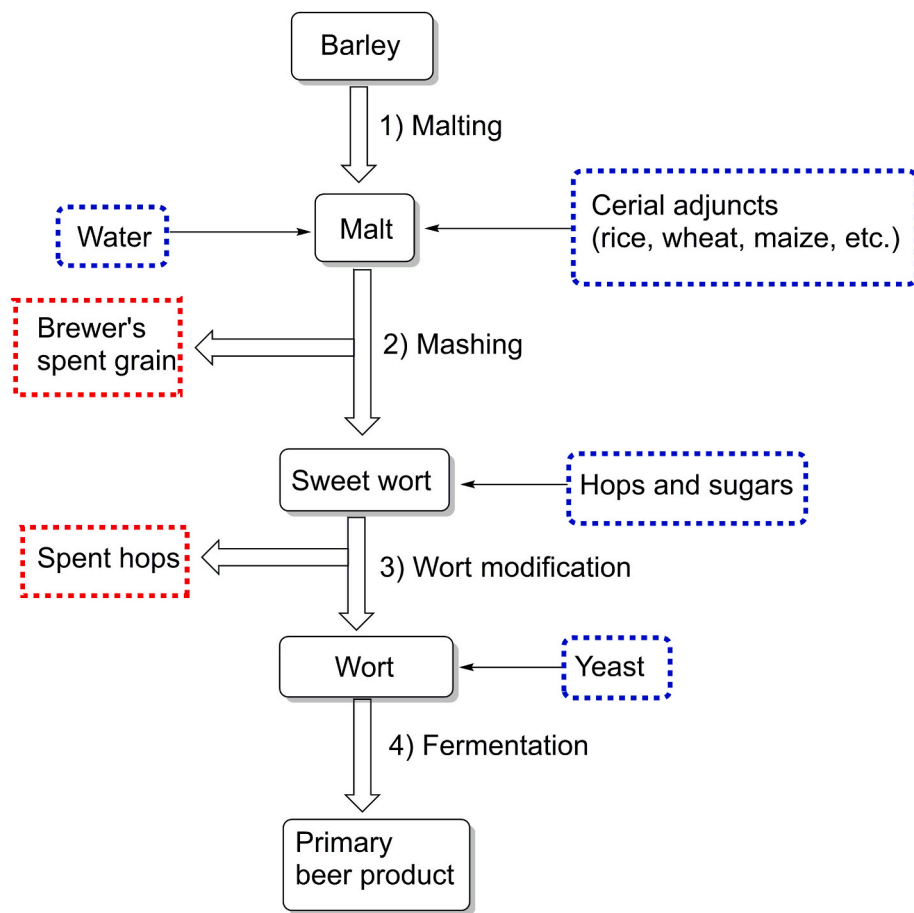 Barley
1) Malting
Water
Malt
Cerial adjuncts
(rice, wheat, maize, etc.)
Brewer's
spent grain
2) Mashing
Sweet wort
Hops and sugars
Spent hops
3) Wort modification
Wort
Yeast
4) Fermentation
Primary
beer product